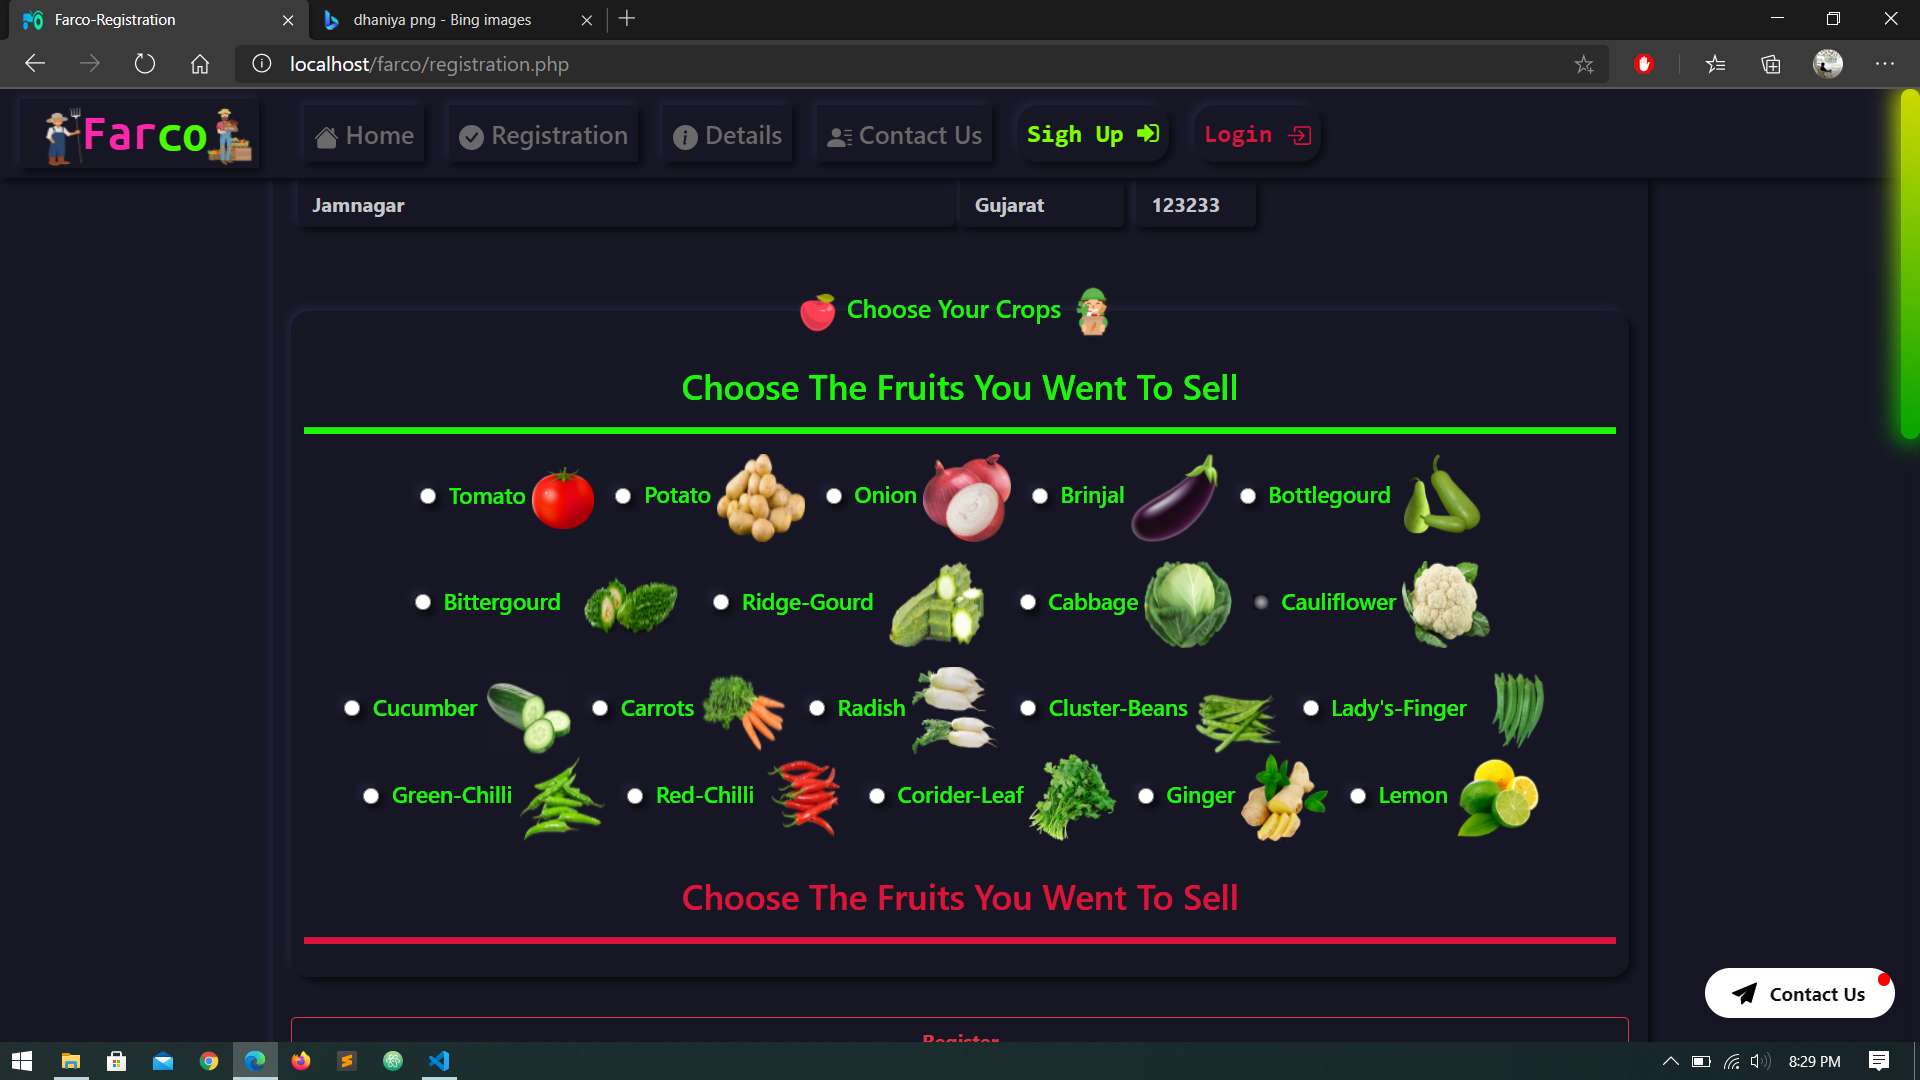 Farco-Registration
dhaniya png - Bing images
localhost/farco/registration.php
Farco
Home
Registration
Details
Contact Us
Sigh Up
Login
Jamnagar
Gujarat
123233
Choose Your Crops
Choose The Fruits You Went To Sell
Tomato
Potato
Onion
Brinjal
Bottlegourd
Bittergourd
Ridge-Gourd
Cabbage
Cauliflower
Cucumber
Carrots
Radish
Cluster-Beans
Lady's-Finger
Green-Chilli
Red-Chilli
Corider-Leaf
Ginger
Lemon
Choose The Fruits You Went To Sell
Contact Us
Register
8:29 PM